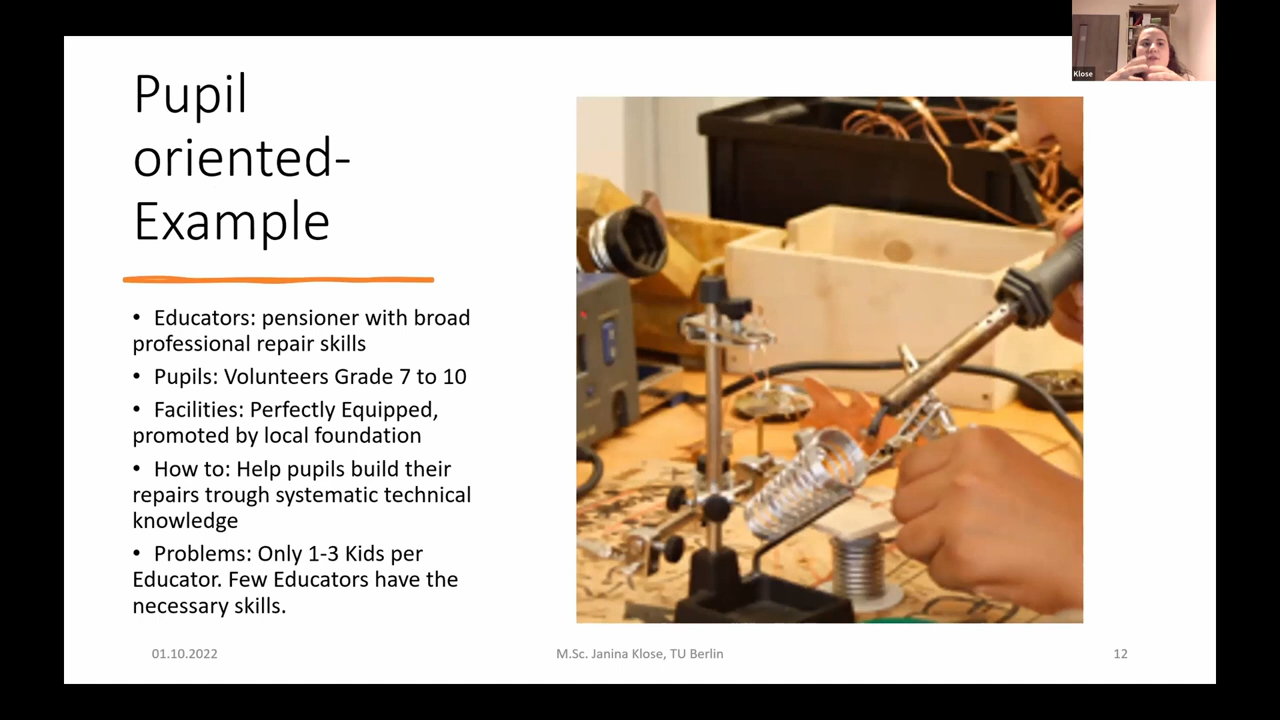 Klose
Pupil
oriented-
Example
• Educators: pensioner with broad
professional repair skills
• Pupils: Volunteers Grade 7 to 10
• Facilities: Perfectly Equipped,
promoted by local foundation
• How to: Help pupils build their
repairs trough systematic technical
knowledge
• Problems: Only 1-3 Kids per
Educator. Few Educators have the
necessary skills.
01.10.2022
M.Sc. Janina Klose, TU Berlin
12